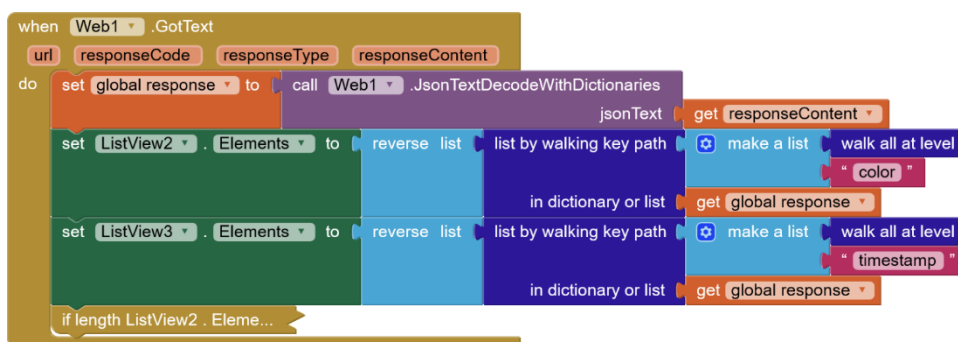 when Web1 .GotText
url responseCode responseType responseContent
do set global response to call Web1 .JsonTextDecodeWithDictionaries
jsonText get responseContent
set ListView2 . Elements to reverse list list by walking key path make a list walk all at level
" color "
in dictionary or list get global response
set ListView3 . Elements to reverse list list by walking key path make a list walk all at level
" timestamp "
in dictionary or list get global response
if length ListView2 . Eleme...